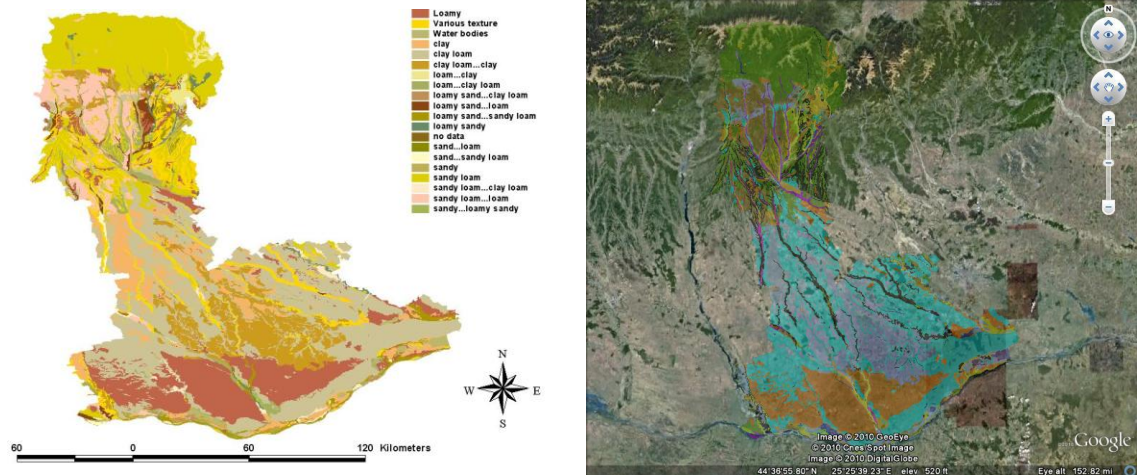 Loamy
Various texture
Water bodies
clay
clay loam
clay loam...clay
loam...clay
loam...clay loam
loamy sand...clay loam
loamy sand...loam
loamy sand...sandy loam
loamy sandy
no data
sand...loam
sand...sandy loam
sandy
sandy loam
sandy loam...clay loam
sandy loam...loam
sandy...loamy sandy
N
W E
S
60 0 60 120 Kilometers
N
Image © 2010 GeoEye
© 2010 Cnes/Spot Image
Image © 2010 DigitalGlobe
Google
44°36'55.80" N 25°25'39.23" E elev 520 ft Eye alt 152.82 mi